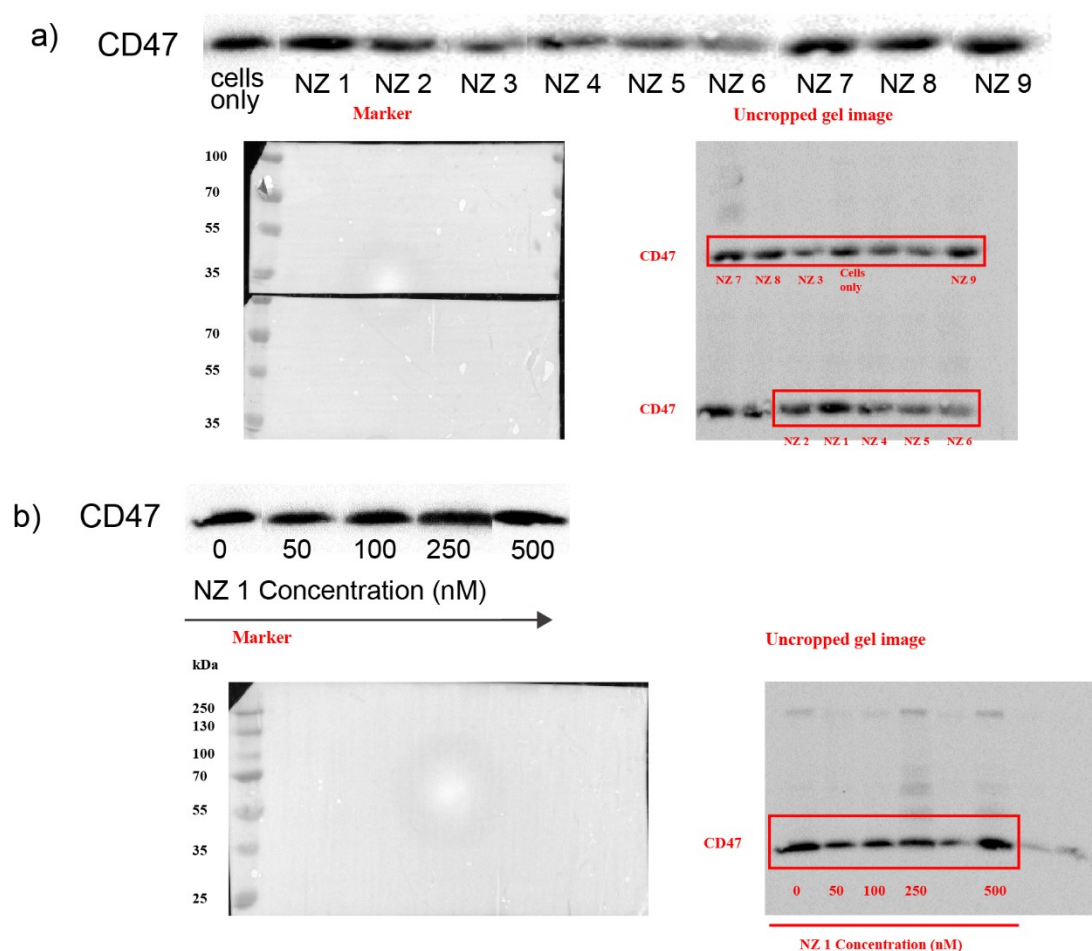 a) CD47
cells only NZ 1 NZ 2 NZ 3 NZ 4 NZ 5 NZ 6 NZ 7 NZ 8 NZ 9
Marker
100
70
55
35
70
55
35
Uncropped gel image
CD47
NZ 7 NZ 8 NZ 3 Cells only NZ 9
CD47
NZ 2 NZ 1 NZ 4 NZ 5 NZ 6
b) CD47
0 50 100 250 500
NZ 1 Concentration (nM)
Marker
kDa
250
130
100
70
55
35
25
Uncropped gel image
CD47
0 50 100 250 500
NZ 1 Concentration (nM)